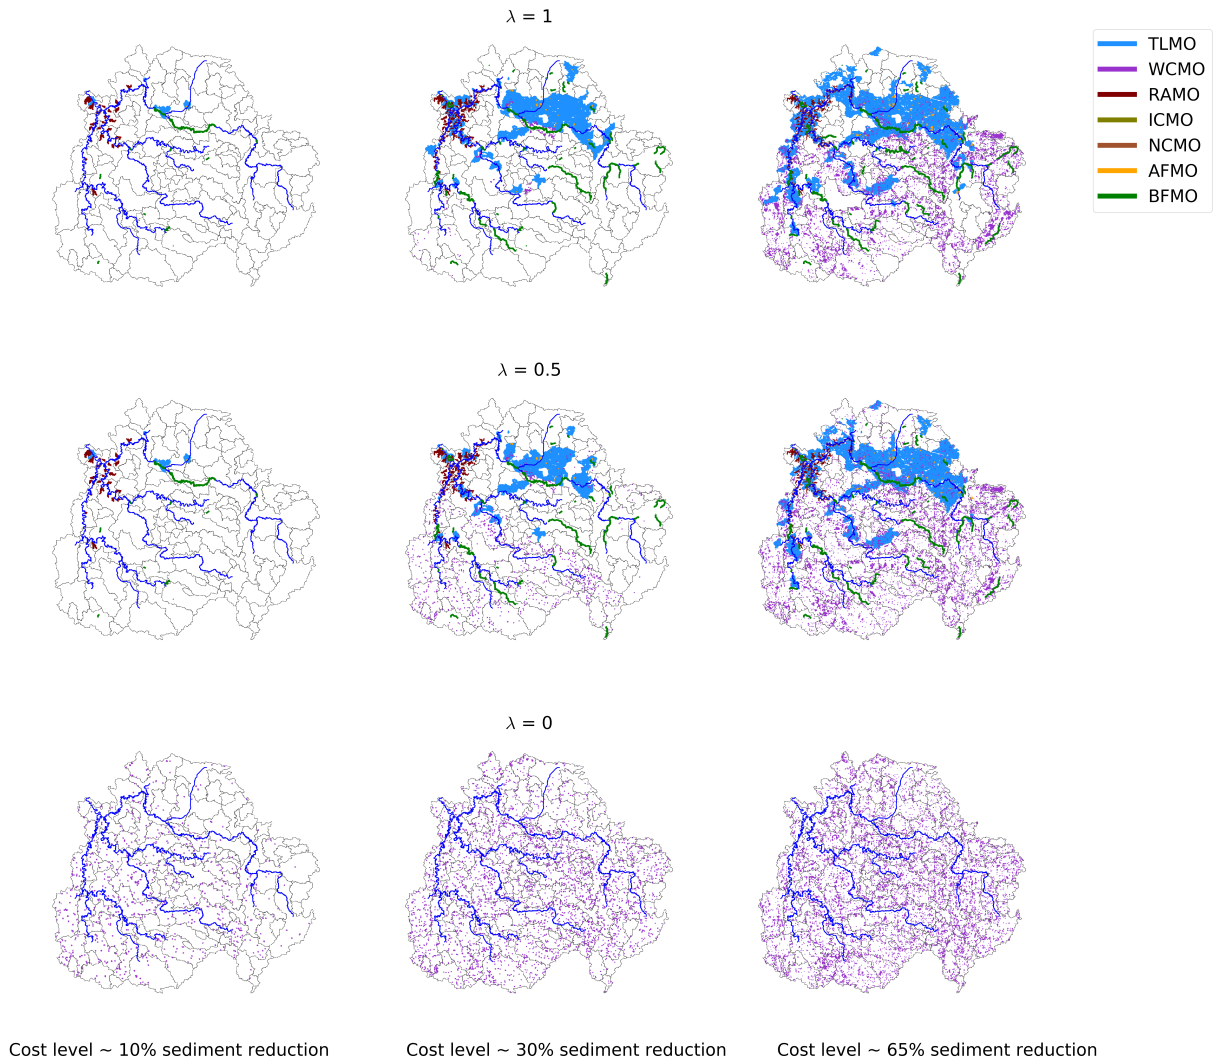 λ = 1
TLMO
WCMO
RAMO
ICMO
NCMO
AFMO
BFMO
λ = 0.5
λ = 0
Cost level ~ 10% sediment reduction
Cost level ~ 30% sediment reduction
Cost level ~ 65% sediment reduction